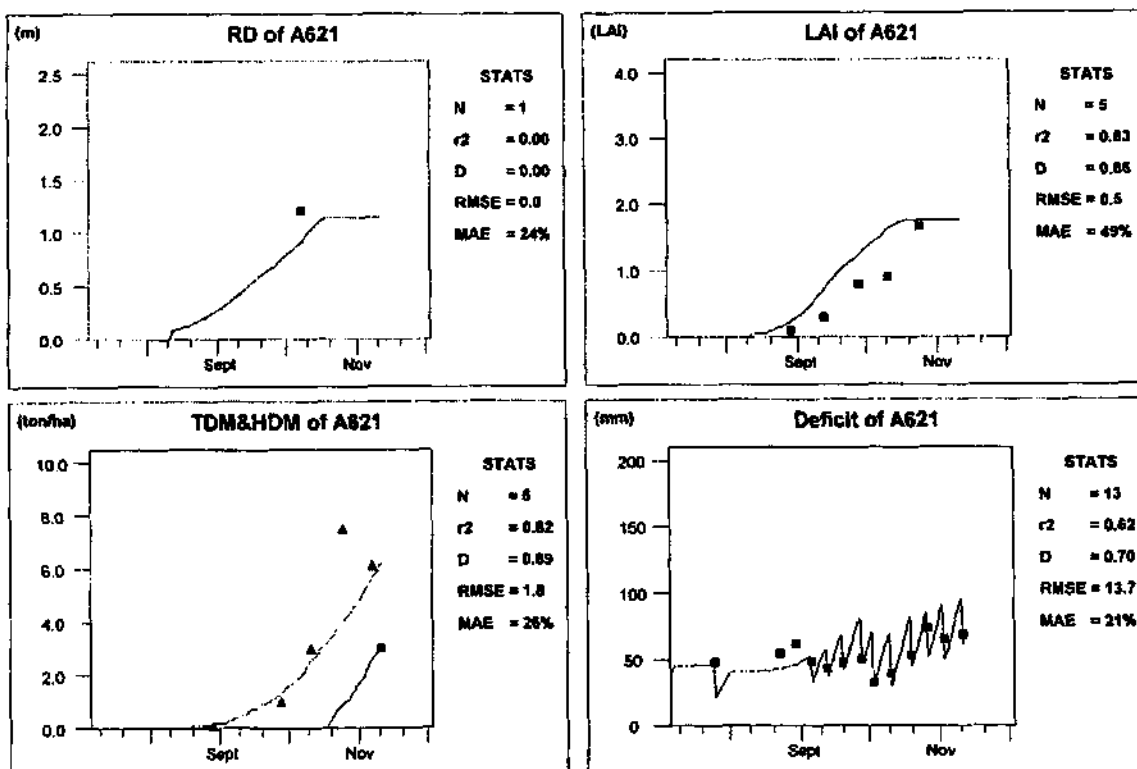 (m)
RD of A621
2.5
2.0
1.5
1.0
0.5
0.0
Sept Nov
STATS
N = 1
r2 = 0.00
D = 0.00
RMSE = 0.0
MAE = 24%
(LAI)
LAI of A621
4.0
3.0
2.0
1.0
0.0
Sept Nov
STATS
N = 5
r2 = 0.83
D = 0.86
RMSE = 0.5
MAE = 49%
(ton/ha)
TDM&HDM of A621
10.0
8.0
6.0
4.0
2.0
0.0
Sept Nov
STATS
N = 5
r2 = 0.82
D = 0.89
RMSE = 1.8
MAE = 26%
(mm)
Deficit of A621
200
150
100
50
0
Sept Nov
STATS
N = 13
r2 = 0.62
D = 0.70
RMSE = 13.7
MAE = 21%